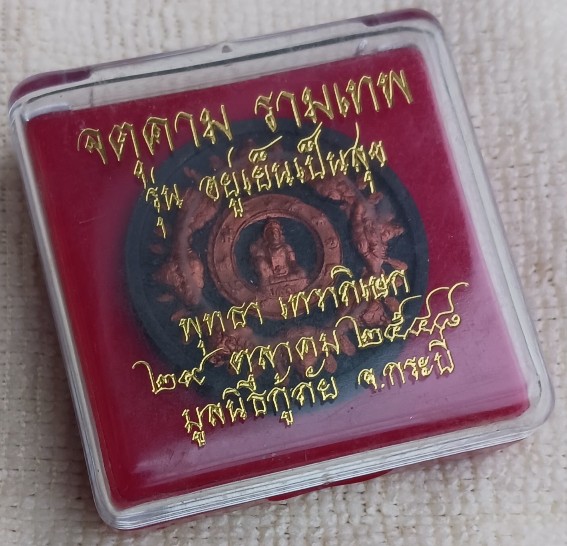 จตุคาม รามเทพ
รุ่น อยู่เย็นเป็นสุข
พุทธา เทวาภิเษก
๒๙ ตุลาคม ๒๕๔๘
มูลนิธิกู้ภัย จ.กระบี่